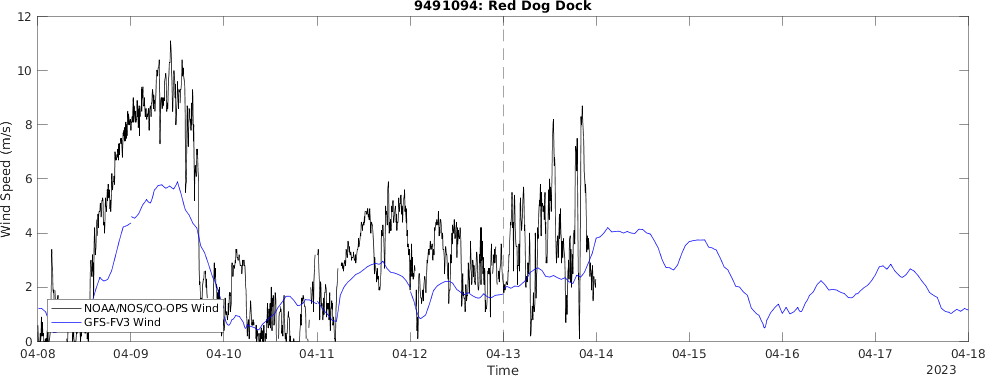 9491094: Red Dog Dock
12
10
8
6
4
2
0
Wind Speed (m/s)
NOAA/NOS/CO-OPS Wind
GFS-FV3 Wind
04-08 04-09 04-10 04-11 04-12 04-13 04-14 04-15 04-16 04-17 04-18
Time
2023